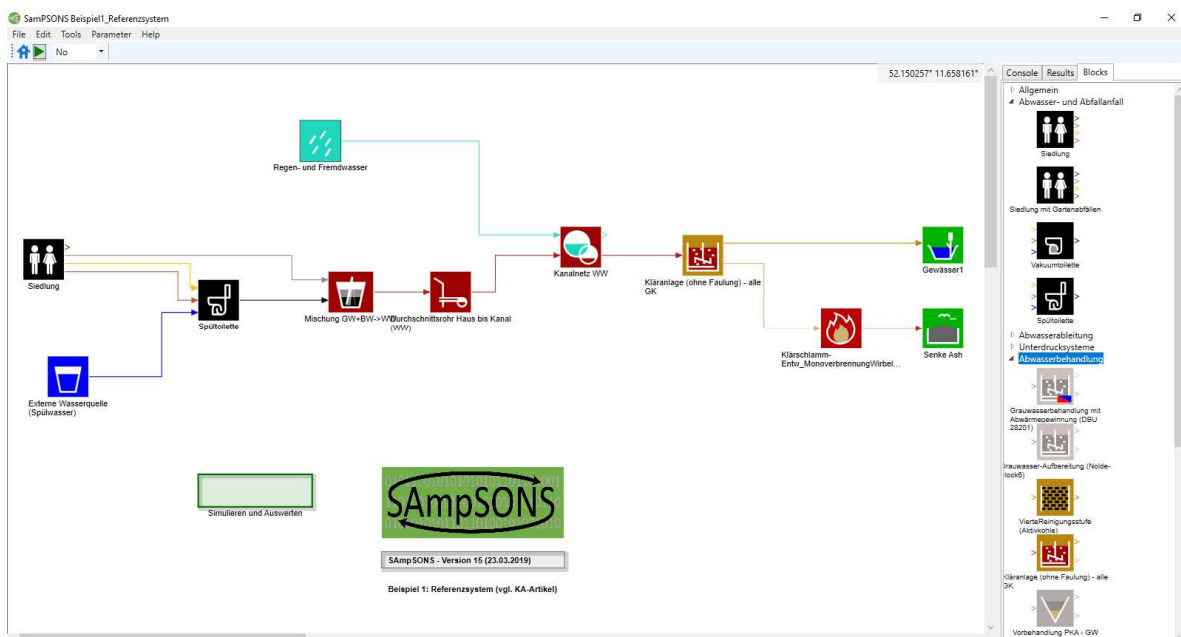 SamPSONS Beispiel1_Referenzsystem
File Edit Tools Parameter Help
No
52.150257° 11.658161°
Console Results Blocks
Allgemein
Abwasser- und Abfallanfall
Siedlung
Siedlung mit Gartenabfällen
Vakuumtoilette
Spültoilette
Abwasserableitung
Unterdrucksysteme
Abwasserbehandlung
Grauwasserbehandlung mit
Abwärmegewinnung (DBU
28201)
rauwasser-Aufbereitung (Nolde-
lock6)
VierteReinigungsstufe
(Aktivkohle)
Kläranlage (ohne Faulung) - alle
GK
Vorbehandlung PKA - GW
Regen- und Fremdwasser
Siedlung
Spültoilette
Externe Wasserquelle
(Spülwasser)
Mischung GW+BW->WW
Durchschnittsrohr Haus bis Kanal
(WW)
Kanalnetz WW
Kläranlage (ohne Faulung) - alle
GK
Gewässer1
Klärschlamm-
Entw_MonoverbrennungWirbel...
Senke Ash
Simulieren und Auswerten
SAmpSONS
SAmpSONS - Version 15 (23.03.2019)
Beispiel 1: Referenzsystem (vgl. KA-Artikel)